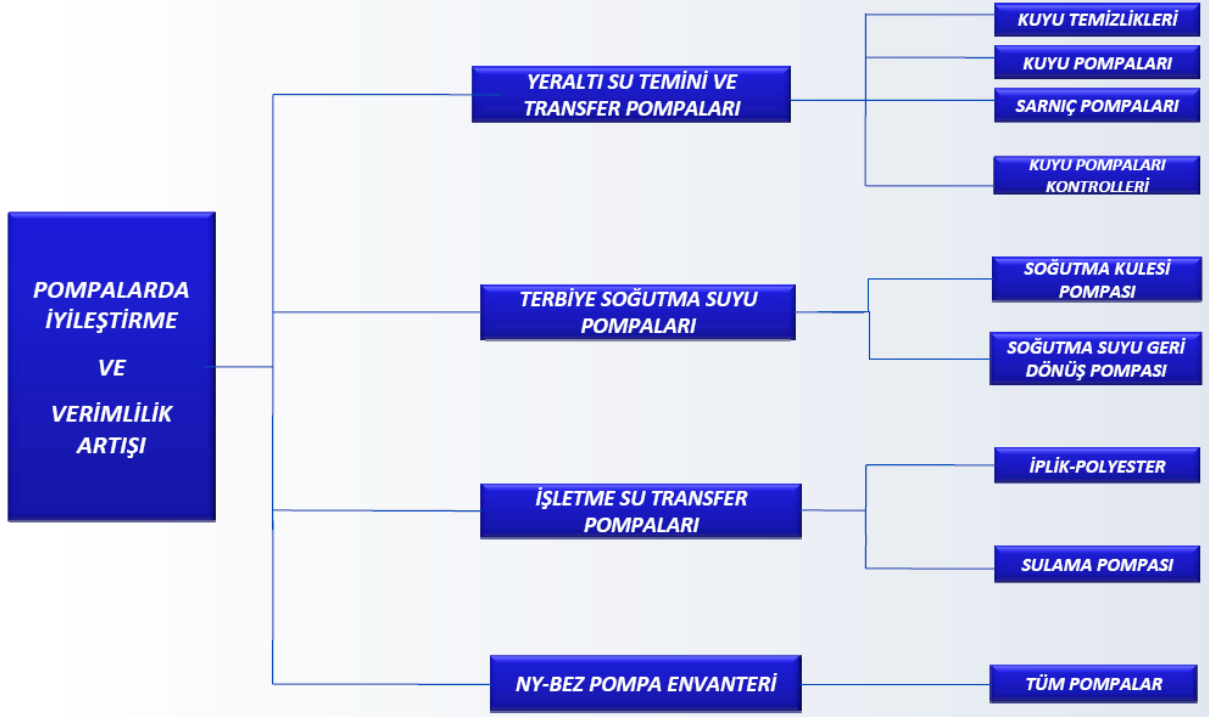 POMPALARDA
İYİLEŞTİRME
VE
VERİMLİLİK
ARTIŞI
YERALTI SU TEMİNİ VE
TRANSFER POMPALARI
KUYU TEMİZLİKLERİ
KUYU POMPALARI
SARNIÇ POMPALARI
KUYU POMPALARI
KONTROLLERİ
TERBİYE SOĞUTMA SUYU
POMPALARI
SOĞUTMA KULESİ
POMPASI
SOĞUTMA SUYU GERİ
DÖNÜŞ POMPASI
İŞLETME SU TRANSFER
POMPALARI
İPLİK-POLYESTER
SULAMA POMPASI
NY-BEZ POMPA ENVANTERİ
TÜM POMPALAR